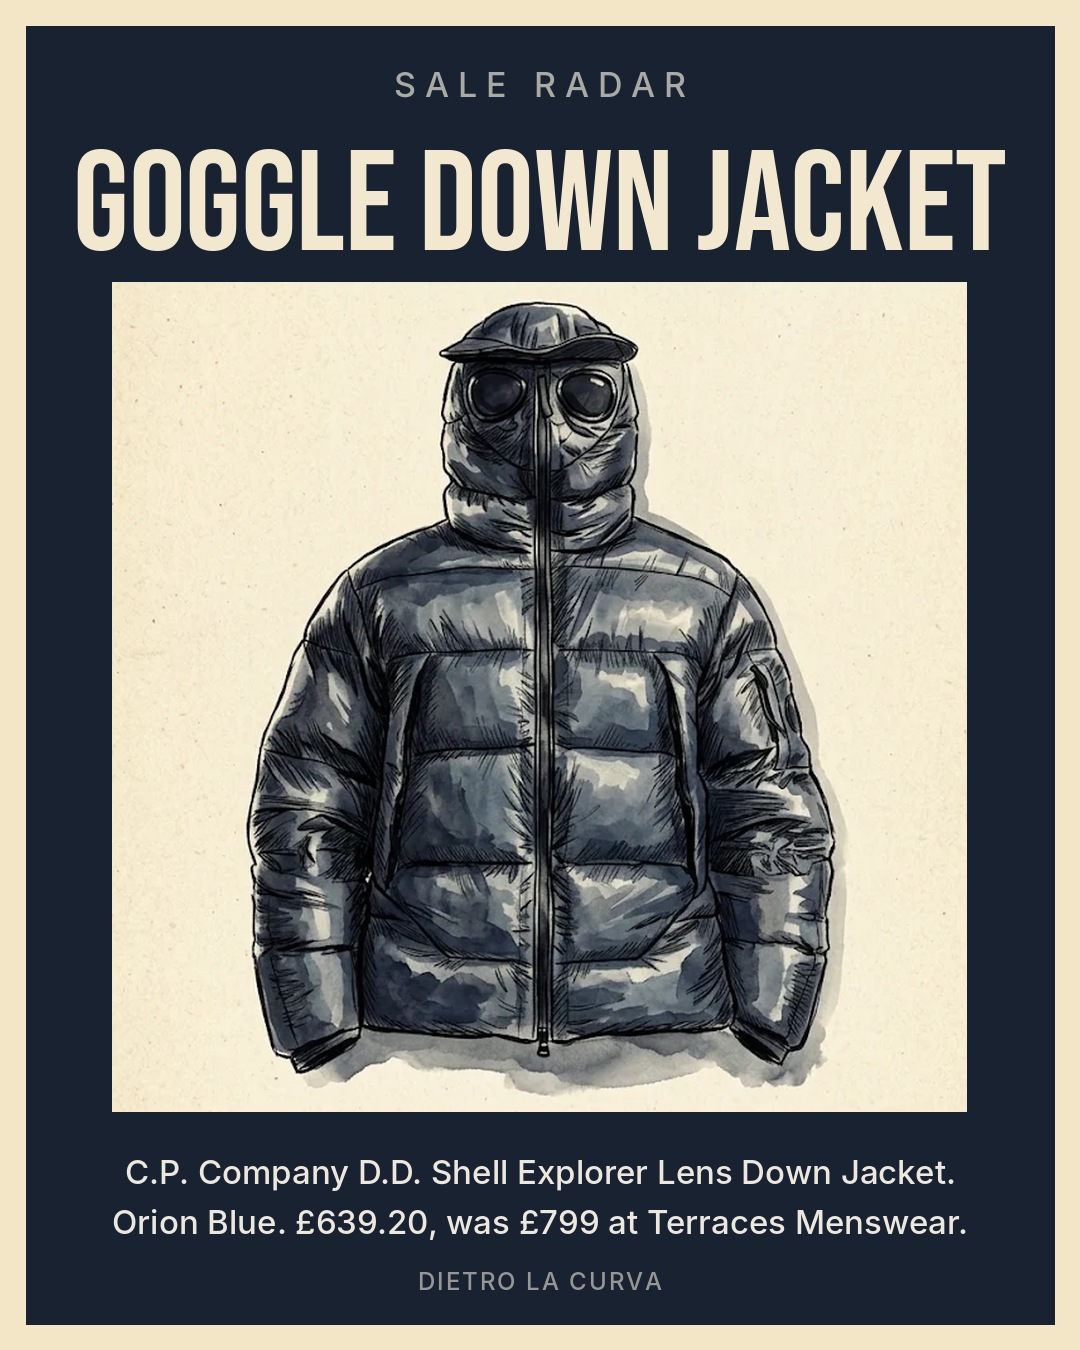 SALE RADAR
GOGGLE DOWN JACKET
C.P. Company D.D. Shell Explorer Lens Down Jacket.
Orion Blue. £639.20, was £799 at Terraces Menswear.
DIETRO LA CURVA